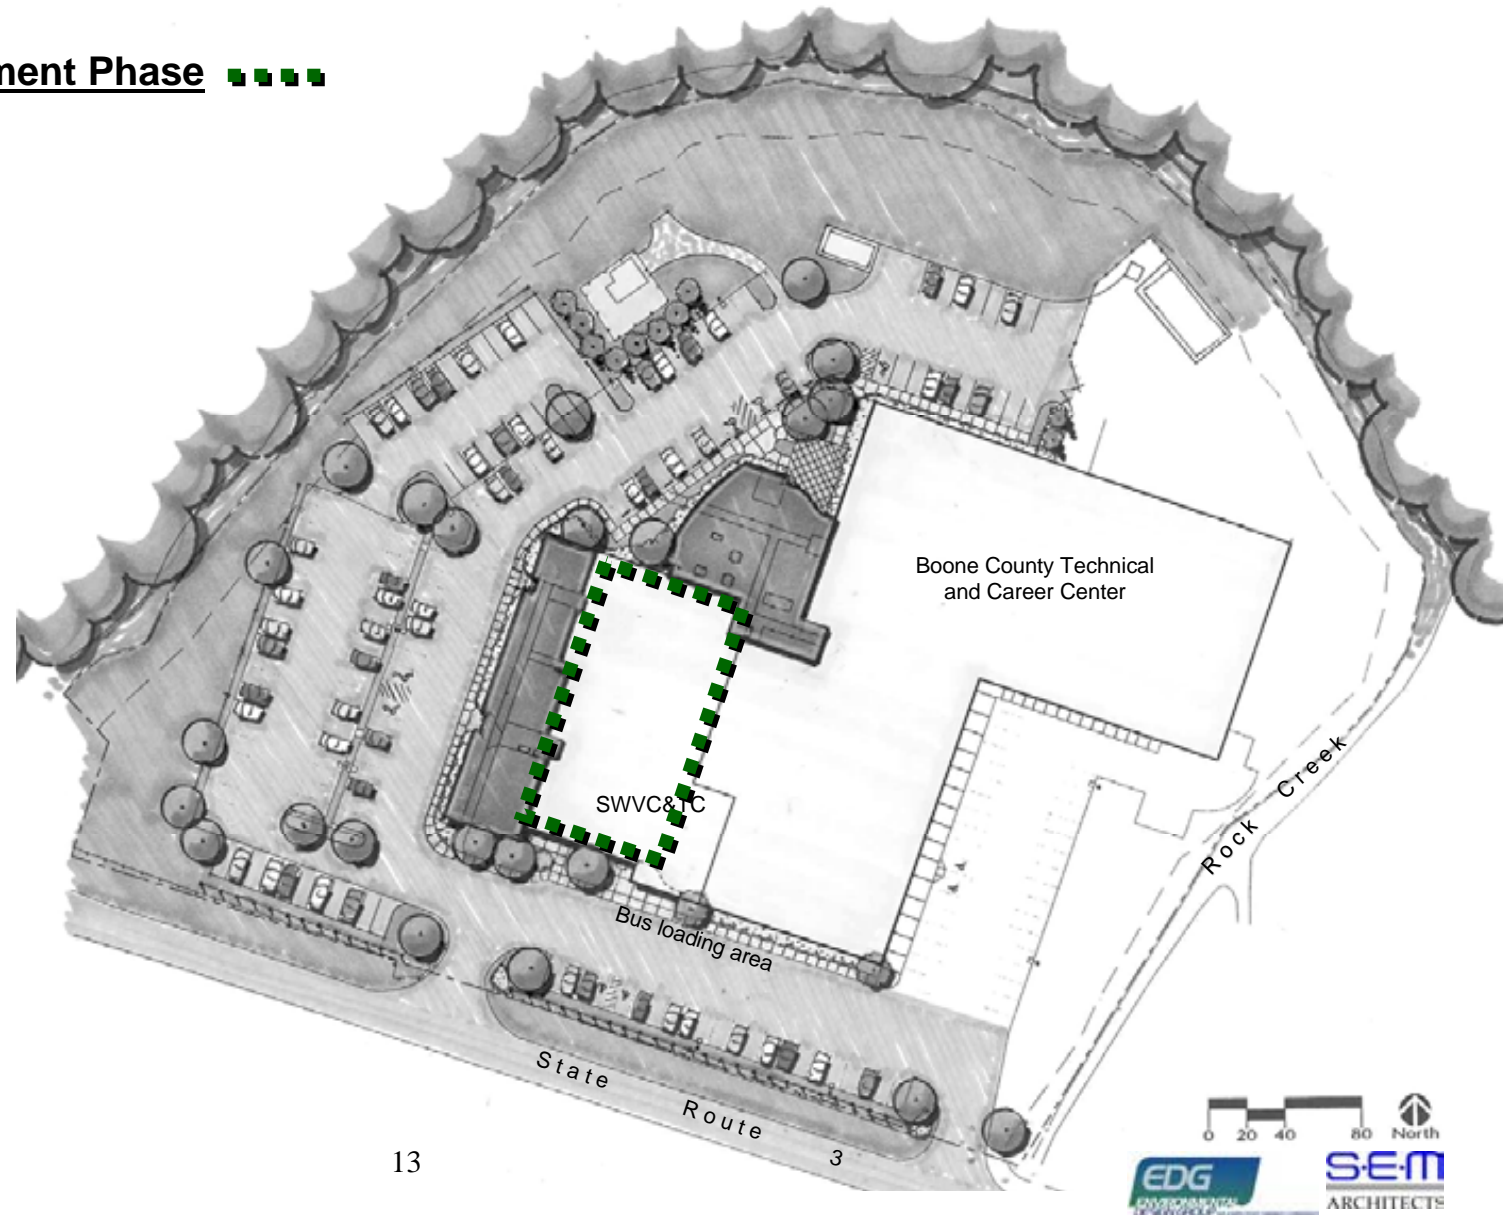 ment Phase
Boone County Technical
and Career Center
SWVC&TC
Rock Creek
Bus loading area
State Route 3
0 20 40 80 North
13
EDG
ENVIRONMENTAL
S·E·M
ARCHITECTS